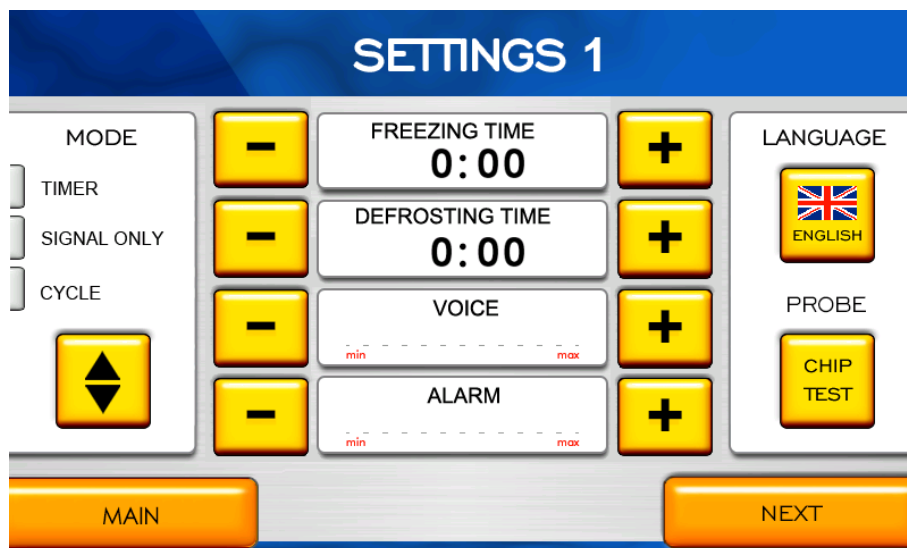 SETTINGS 1
MODE
TIMER
SIGNAL ONLY
CYCLE
- FREEZING TIME +
0:00
- DEFROSTING TIME +
0:00
- VOICE +
min max
- ALARM +
min max
LANGUAGE
ENGLISH
PROBE
CHIP
TEST
MAIN
NEXT